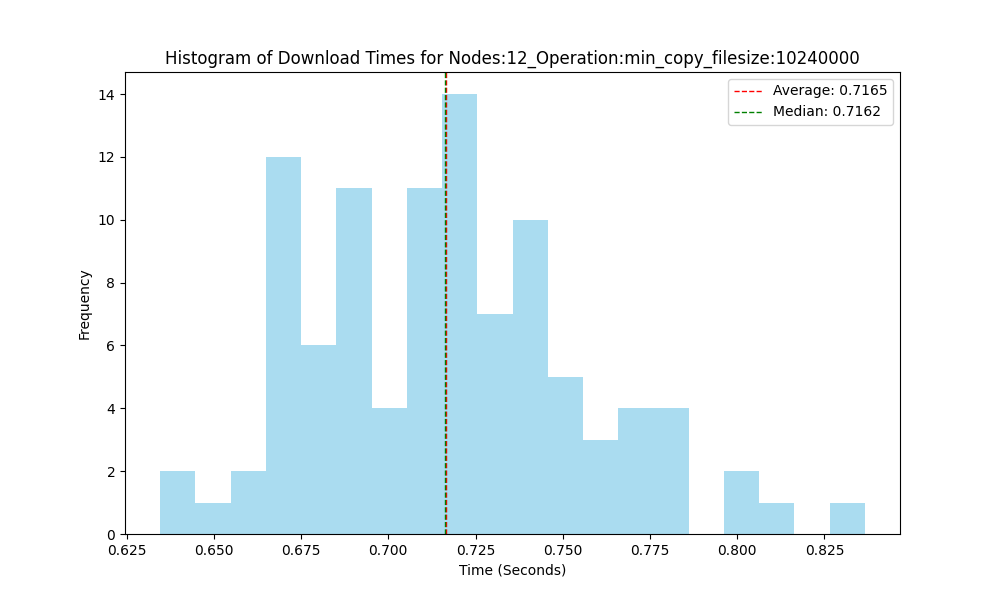 Histogram of Download Times for Nodes:12_Operation:min_copy_filesize:10240000
Average: 0.7165
Median: 0.7162
Frequency
14
12
10
8
6
4
2
0
0.625 0.650 0.675 0.700 0.725 0.750 0.775 0.800 0.825
Time (Seconds)